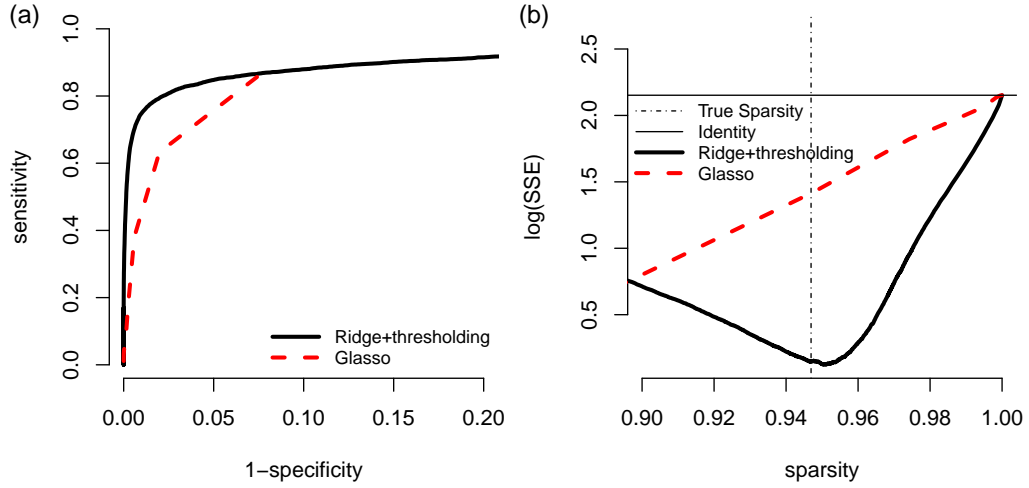 (a)
sensitivity
1.0
0.8
0.6
0.4
0.2
0.0
Ridge+thresholding
Glasso
0.00 0.05 0.10 0.15 0.20
1−specificity
(b)
log(SSE)
2.5
2.0
1.5
1.0
0.5
True Sparsity
Identity
Ridge+thresholding
Glasso
0.90 0.92 0.94 0.96 0.98 1.00
sparsity